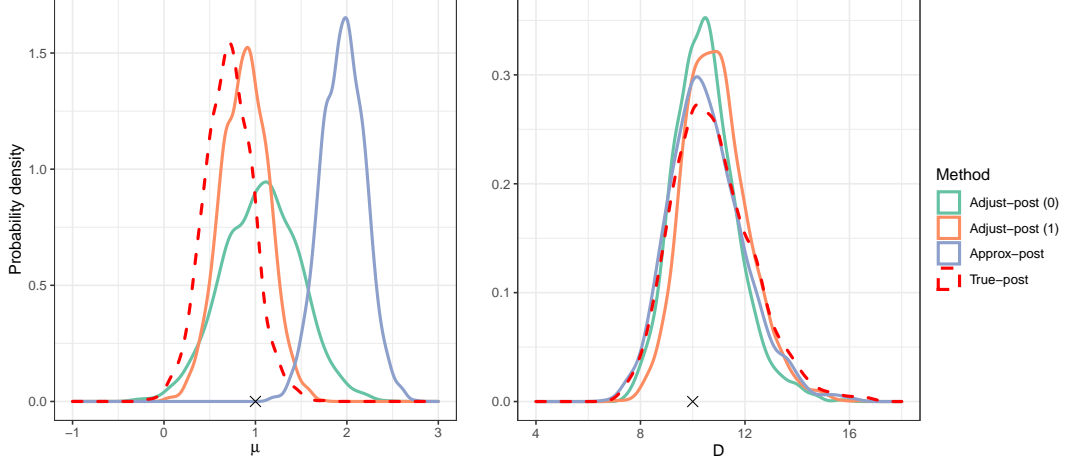 Probability density
1.5
1.0
0.5
0.0
−1
0
1
2
3
μ
0.3
0.2
0.1
0.0
4
8
12
16
D
Method
Adjust−post (0)
Adjust−post (1)
Approx−post
True−post